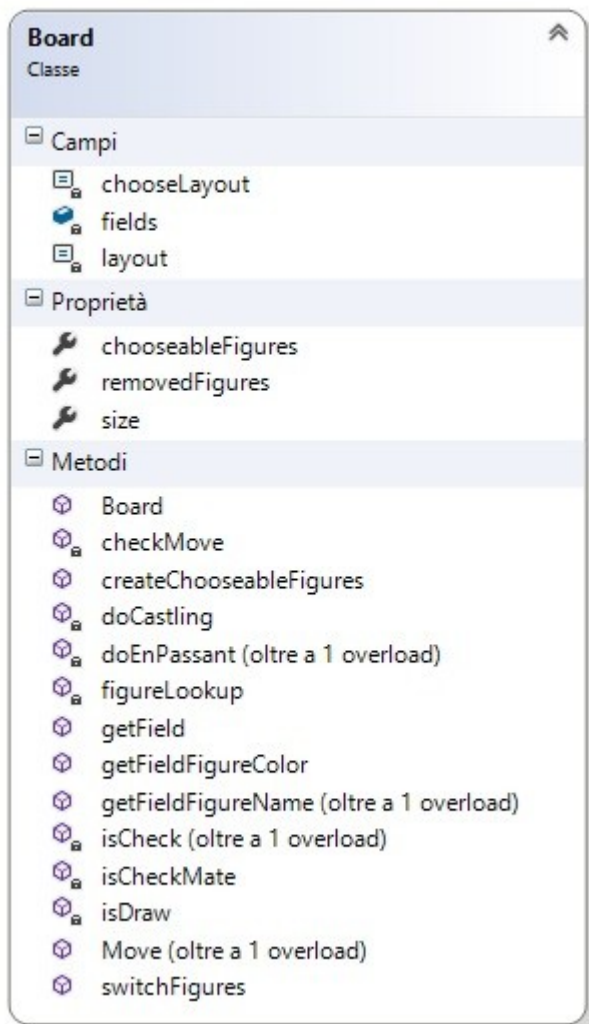 Board
Classe
Campi
chooseLayout
fields
layout
Proprietà
chooseableFigures
removedFigures
size
Metodi
Board
checkMove
createChooseableFigures
doCastling
doEnPassant (oltre a 1 overload)
figureLookup
getField
getFieldFigureColor
getFieldFigureName (oltre a 1 overload)
isCheck (oltre a 1 overload)
isCheckMate
isDraw
Move (oltre a 1 overload)
switchFigures